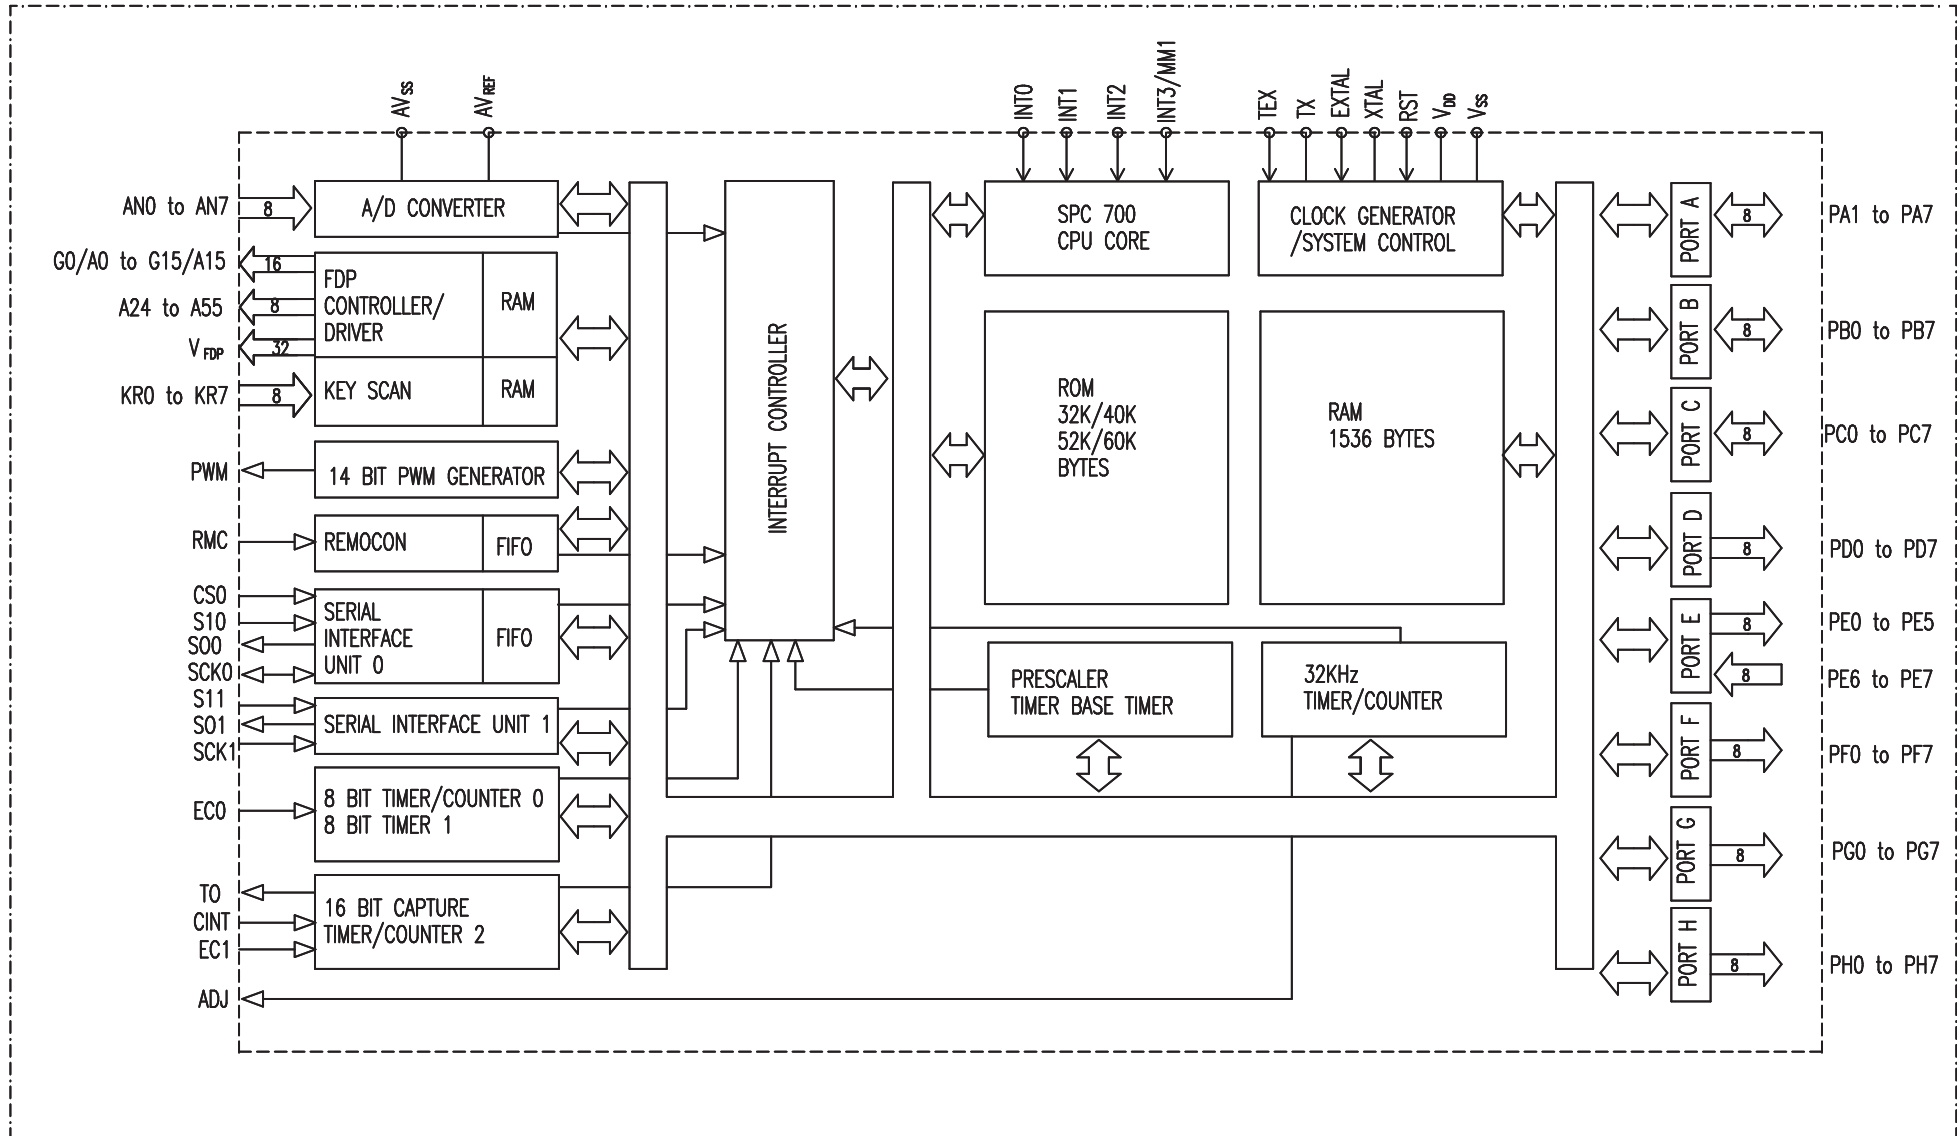 AVSS
AVREF
INT0
INT1
INT2
INT3/MM1
TEX
TX
EXTAL
XTAL
RST
VDD
VSS
AN0 to AN7
8
A/D CONVERTER
G0/A0 to G15/A15
16
A24 to A55
8
VFDP
32
FDP
CONTROLLER/
DRIVER
RAM
KR0 to KR7
8
KEY SCAN
RAM
PWM
14 BIT PWM GENERATOR
RMC
REMOCON
FIFO
CS0
S10
SO0
SCK0
SERIAL
INTERFACE
UNIT 0
FIFO
S11
SO1
SCK1
SERIAL INTERFACE UNIT 1
EC0
8 BIT TIMER/COUNTER 0
8 BIT TIMER 1
TO
CINT
EC1
16 BIT CAPTURE
TIMER/COUNTER 2
ADJ
INTERRUPT CONTROLLER
SPC 700
CPU CORE
CLOCK GENERATOR
/SYSTEM CONTROL
ROM
32K/40K
52K/60K
BYTES
RAM
1536 BYTES
PRESCALER
TIMER BASE TIMER
32KHz
TIMER/COUNTER
PORT A
8
PA1 to PA7
PORT B
8
PB0 to PB7
PORT C
8
PC0 to PC7
PORT D
8
PD0 to PD7
PORT E
8
PE0 to PE5
8
PE6 to PE7
PORT F
8
PF0 to PF7
PORT G
8
PG0 to PG7
PORT H
8
PH0 to PH7